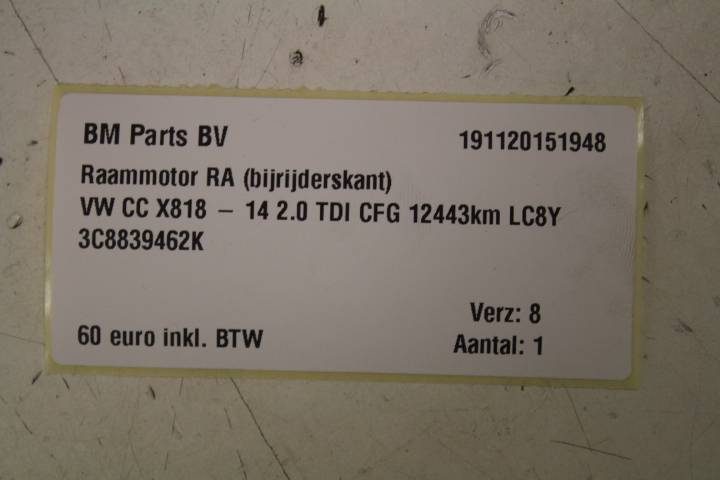 BM Parts BV 191120151948
Raammotor RA (bijrijderskant)
VW CC X818 – 14 2.0 TDI CFG 12443km LC8Y
3C8839462K
Verz: 8
60 euro inkl. BTW Aantal: 1